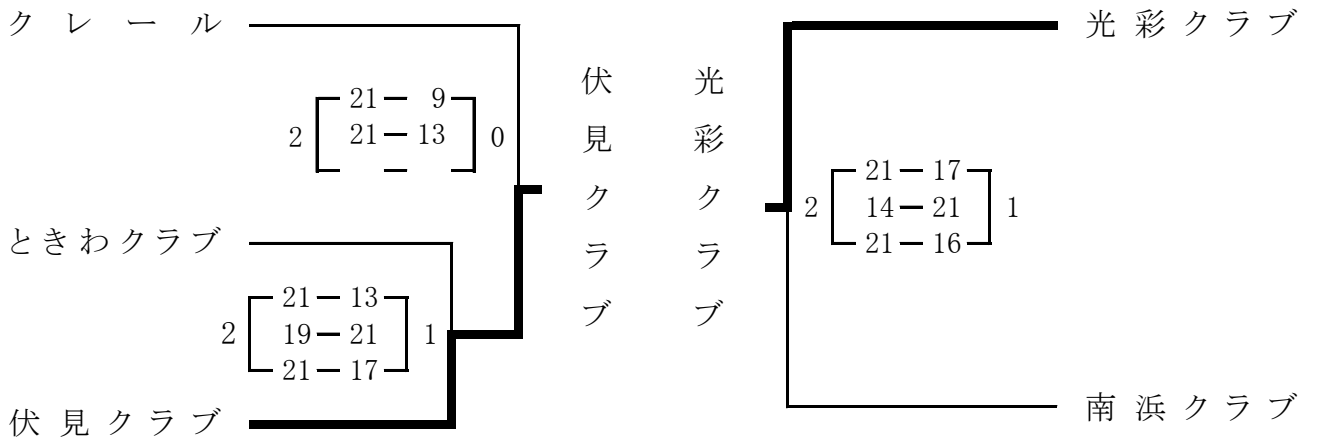 クレール
光彩クラブ
伏見クラブ
光彩クラブ
21 ― 9
2 21 ― 13 0
―
21 ― 17
2 14 ― 21 1
21 ― 16
ときわクラブ
21 ― 13
2 19 ― 21 1
21 ― 17
伏見クラブ
南浜クラブ